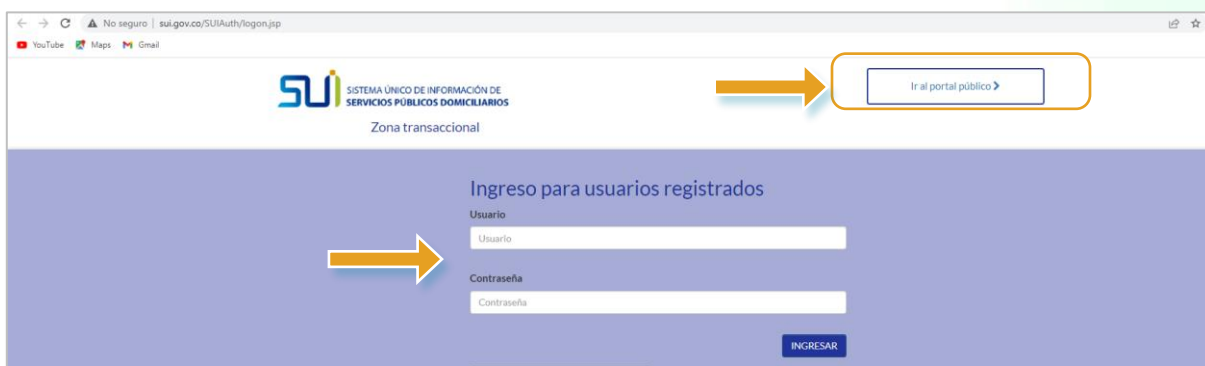 No seguro | sui.gov.co/SUIAuth/logon.jsp
YouTube Maps Gmail
SUI
SISTEMA ÚNICO DE INFORMACIÓN DE
SERVICIOS PÚBLICOS DOMICILIARIOS
Zona transaccional
Ir al portal público
Ingreso para usuarios registrados
Usuario
Usuario
Contraseña
Contraseña
INGRESAR